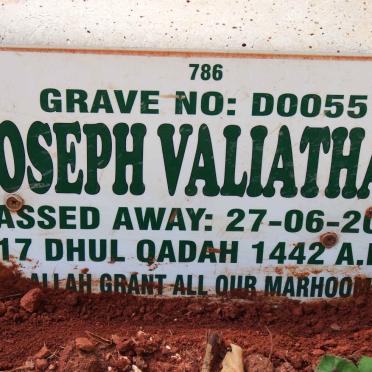 786
GRAVE NO: D0055
OSEPH VALIATHA
ASSED AWAY: 27-06-20
17 DHUL QADAH 1442 A.
ALLAH GRANT ALL OUR MARHOOM